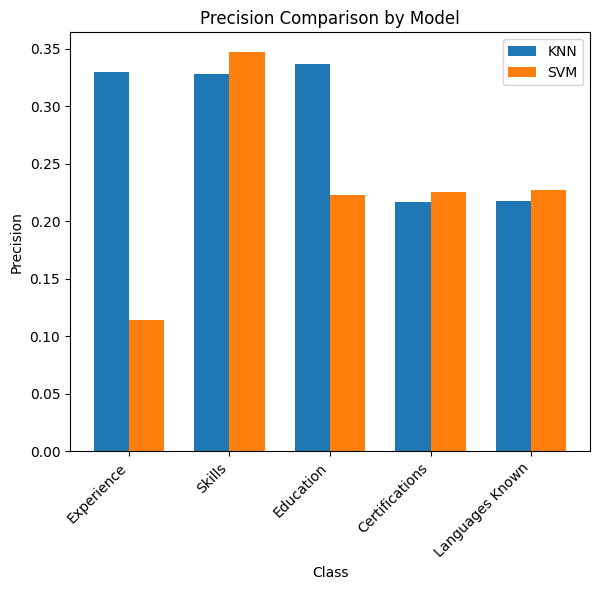 Precision Comparison by Model
KNN
SVM
Precision
0.35
0.30
0.25
0.20
0.15
0.10
0.05
0.00
Experience
Skills
Education
Certifications
Languages Known
Class